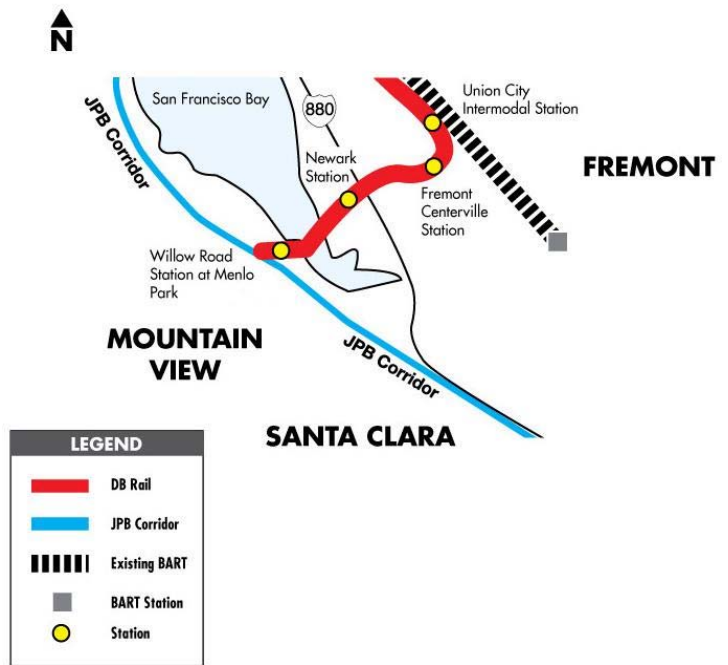 N
San Francisco Bay
880
Union City
Intermodal Station
JPB Corridor
Newark
Station
FREMONT
Fremont
Centerville
Station
Willow Road
Station at Menlo
Park
MOUNTAIN
VIEW
JPB Corridor
SANTA CLARA
LEGEND
DB Rail
JPB Corridor
Existing BART
BART Station
Station